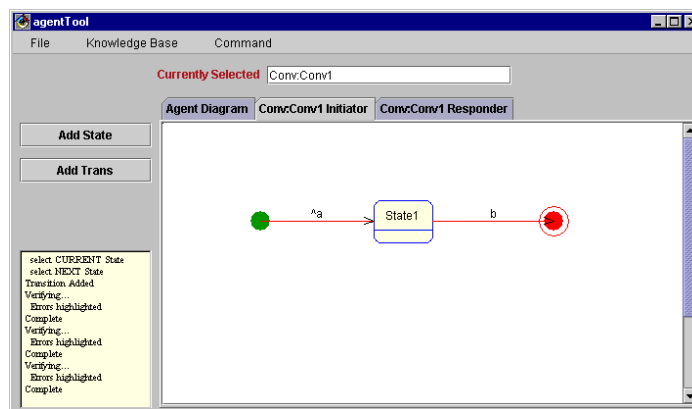 agentTool
File Knowledge Base Command
Currently Selected Conv:Conv1
Agent Diagram Conv:Conv1 Initiator Conv:Conv1 Responder
Add State
Add Trans
^a
State1
b
select CURRENT State
select NEXT State
Transition Added
Verifying...
Errors highlighted
Complete
Verifying...
Errors highlighted
Complete
Verifying...
Errors highlighted
Complete